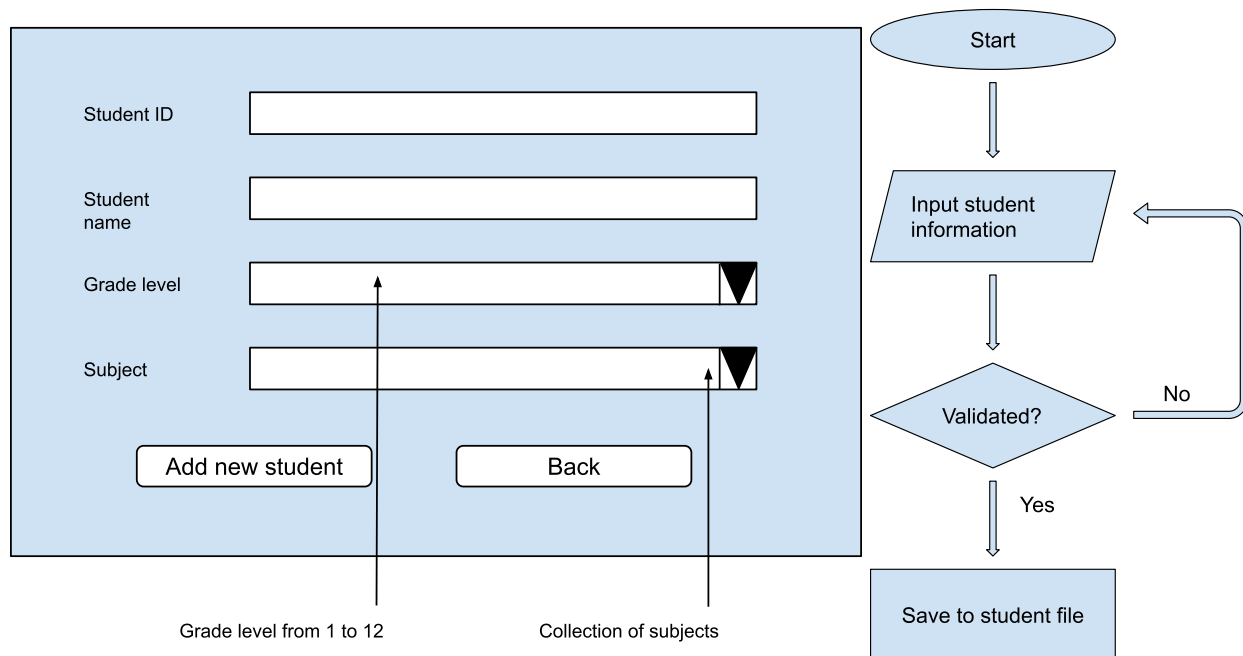 Student ID
Student
name
Grade level
Subject
Add new student
Back
Grade level from 1 to 12
Collection of subjects
Start
Input student
information
Validated?
No
Yes
Save to student file